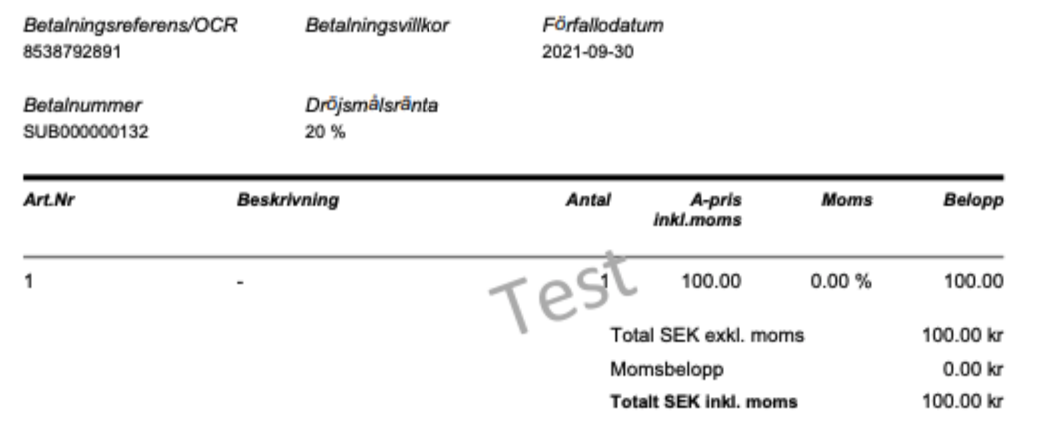 Betalningsreferens/OCR Betalningsvillkor Förfallodatum
8538792891 2021-09-30
Betalnummer Dröjsmålsränta
SUB000000132 20 %
Art.Nr Beskrivning Antal A-pris inkl.moms Moms Belopp
1 - 1 100.00 0.00 % 100.00
Test
Total SEK exkl. moms 100.00 kr
Momsbelopp 0.00 kr
Totalt SEK inkl. moms 100.00 kr